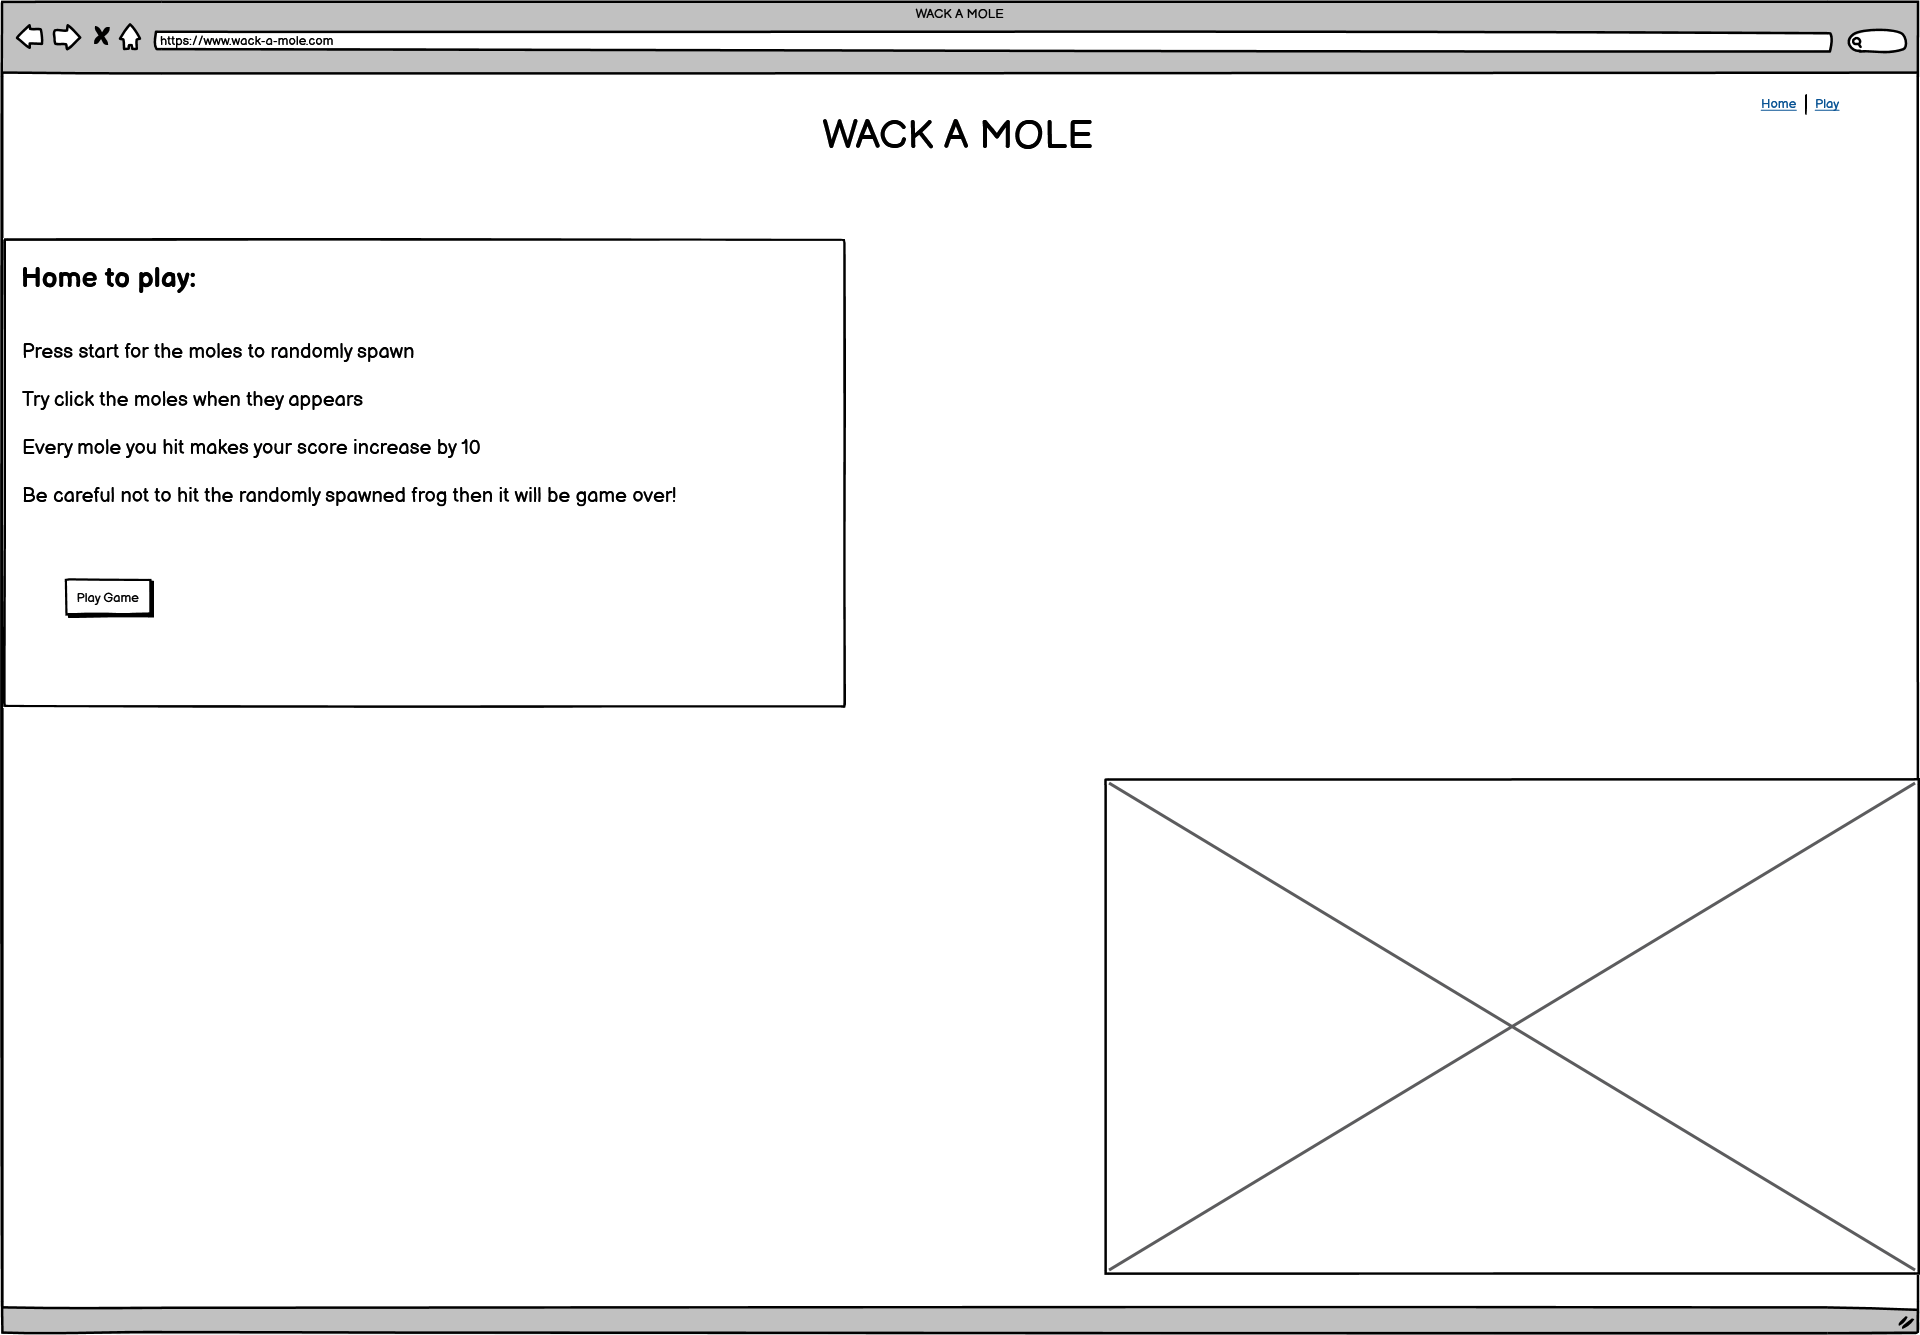 WACK A MOLE
https://www.wack-a-mole.com
Home | Play
WACK A MOLE
Home to play:
Press start for the moles to randomly spawn
Try click the moles when they appears
Every mole you hit makes your score increase by 10
Be careful not to hit the randomly spawned frog then it will be game over!
Play Game